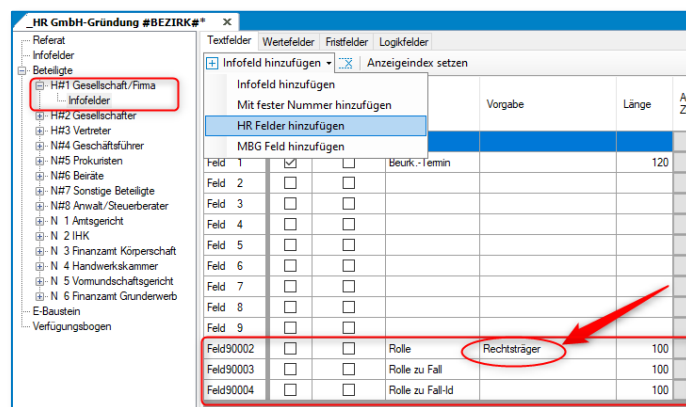 _HR GmbH-Gründung #BEZIRK#* ×
Referat
Infofelder
Beteiligte
H#1 Gesellschaft/Firma
Infofelder
H#2 Gesellschafter
H#3 Vertreter
N#4 Geschäftsführer
N#5 Prokuristen
N#6 Beiräte
N#7 Sonstige Beteiligte
N#8 Anwalt/Steuerberater
N 1 Amtsgericht
N 2 IHK
N 3 Finanzamt Körperschaft
N 4 Handwerkskammer
N 5 Vormundschaftsgericht
N 6 Finanzamt Grunderwerb
E-Baustein
Verfügungsbogen
Textfelder Wertefelder Fristfelder Logikfelder
Infofeld hinzufügen Anzeigeindex setzen
Infofeld hinzufügen
Mit fester Nummer hinzufügen
HR Felder hinzufügen
MBG Feld hinzufügen
Vorgabe Länge
Feld 1 Beurk.-Termin 120
Feld 2
Feld 3
Feld 4
Feld 5
Feld 6
Feld 7
Feld 8
Feld 9
Feld90002 Rolle Rechtsträger 100
Feld90003 Rolle zu Fall 100
Feld90004 Rolle zu Fall-Id 100